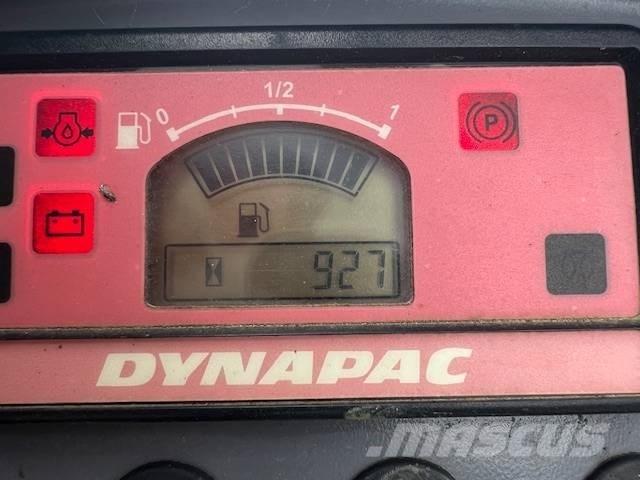 0 1/2 1
P
927
DYNAPAC
MASCUS